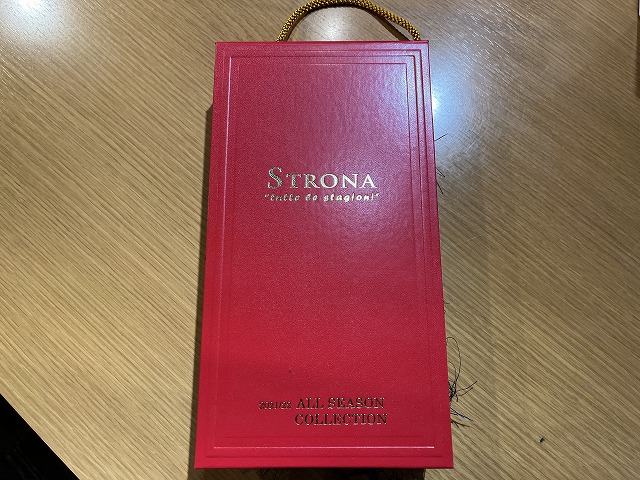 STRONA
"tutte le stagioni"
ALL SEASON
COLLECTION